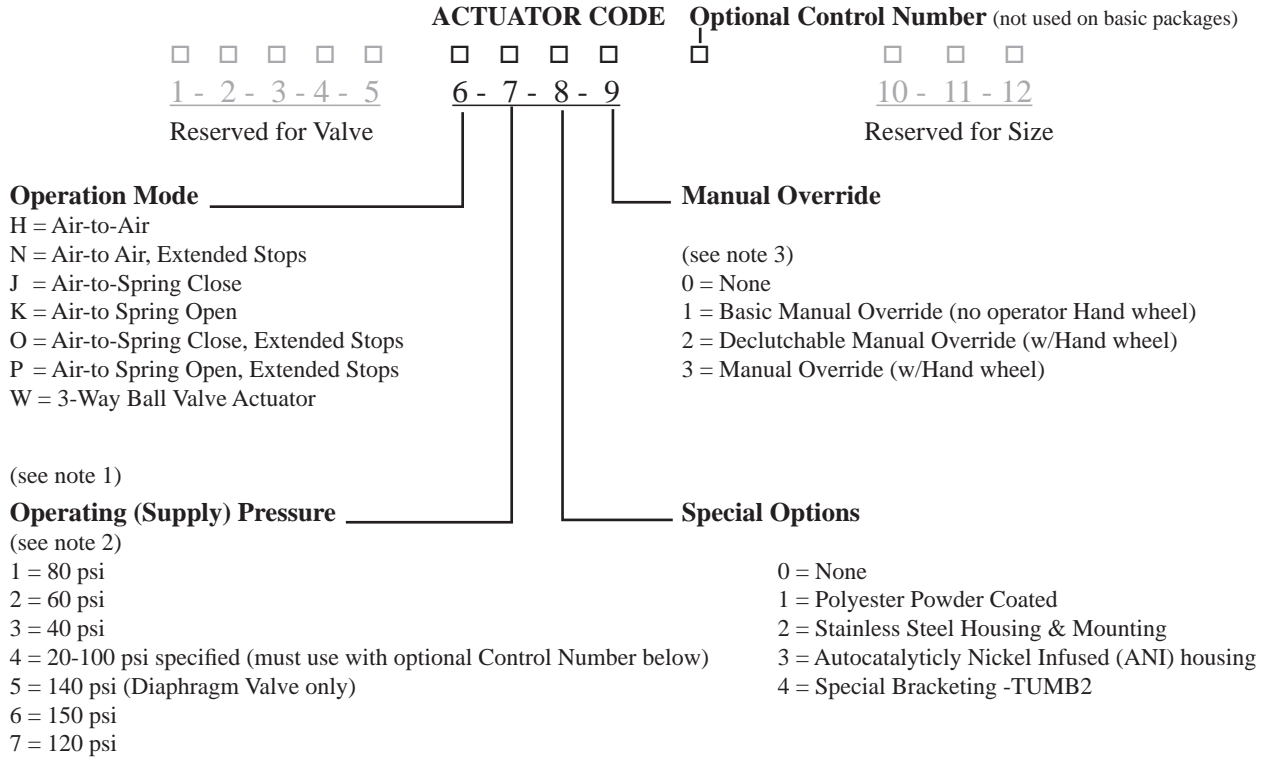 ACTUATOR CODE Optional Control Number (not used on basic packages)
1 - 2 - 3 - 4 - 5 6 - 7 - 8 - 9 10 - 11 - 12
Reserved for Valve Reserved for Size
Operation Mode
H = Air-to-Air
N = Air-to Air, Extended Stops
J = Air-to-Spring Close
K = Air-to Spring Open
O = Air-to-Spring Close, Extended Stops
P = Air-to Spring Open, Extended Stops
W = 3-Way Ball Valve Actuator
(see note 1)
Manual Override
(see note 3)
0 = None
1 = Basic Manual Override (no operator Hand wheel)
2 = Declutchable Manual Override (w/Hand wheel)
3 = Manual Override (w/Hand wheel)
Operating (Supply) Pressure
(see note 2)
1 = 80 psi
2 = 60 psi
3 = 40 psi
4 = 20-100 psi specified (must use with optional Control Number below)
5 = 140 psi (Diaphragm Valve only)
6 = 150 psi
7 = 120 psi
Special Options
0 = None
1 = Polyester Powder Coated
2 = Stainless Steel Housing & Mounting
3 = Autocatalyticly Nickel Infused (ANI) housing
4 = Special Bracketing -TUMB2